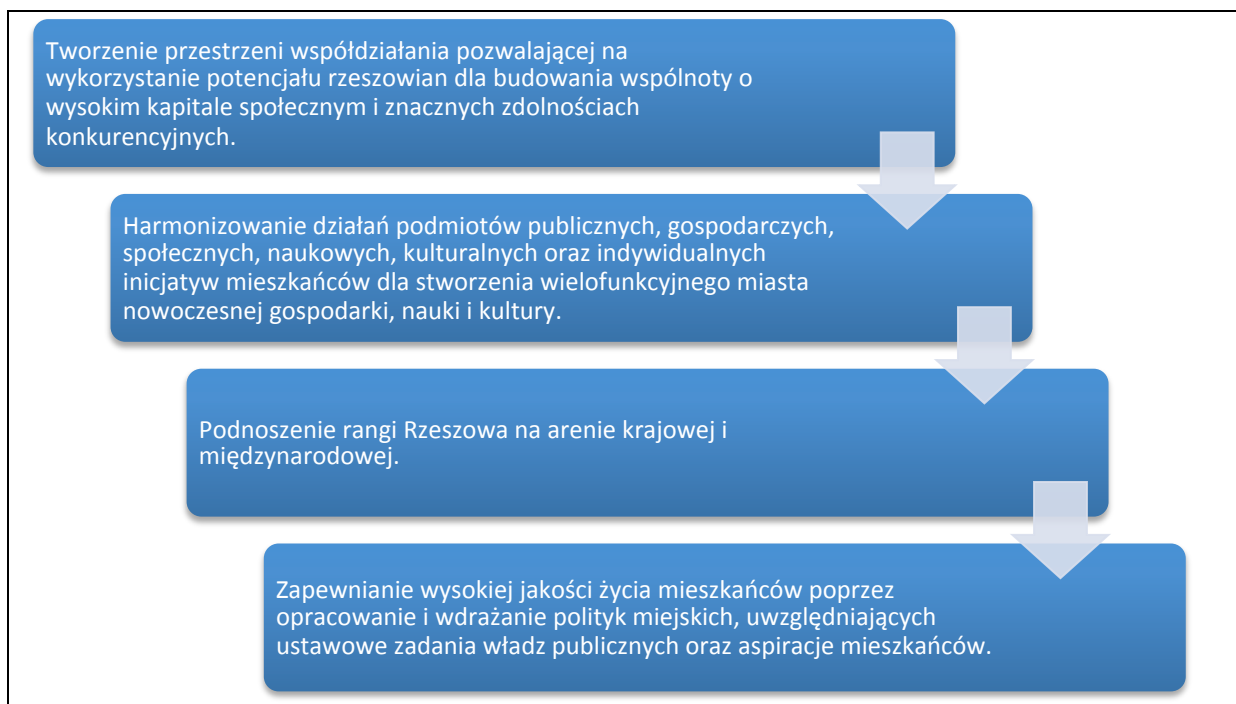 Tworzenie przestrzeni współdziałania pozwalającej na
wykorzystanie potencjału rzeszowian dla budowania wspólnoty o
wysokim kapitale społecznym i znacznych zdolnościach
konkurencyjnych.
Harmonizowanie działań podmiotów publicznych, gospodarczych,
społecznych, naukowych, kulturalnych oraz indywidualnych
inicjatyw mieszkańców dla stworzenia wielofunkcyjnego miasta
nowoczesnej gospodarki, nauki i kultury.
Podnoszenie rangi Rzeszowa na arenie krajowej i
międzynarodowej.
Zapewnianie wysokiej jakości życia mieszkańców poprzez
opracowanie i wdrażanie polityk miejskich, uwzględniających
ustawowe zadania władz publicznych oraz aspiracje mieszkańców.